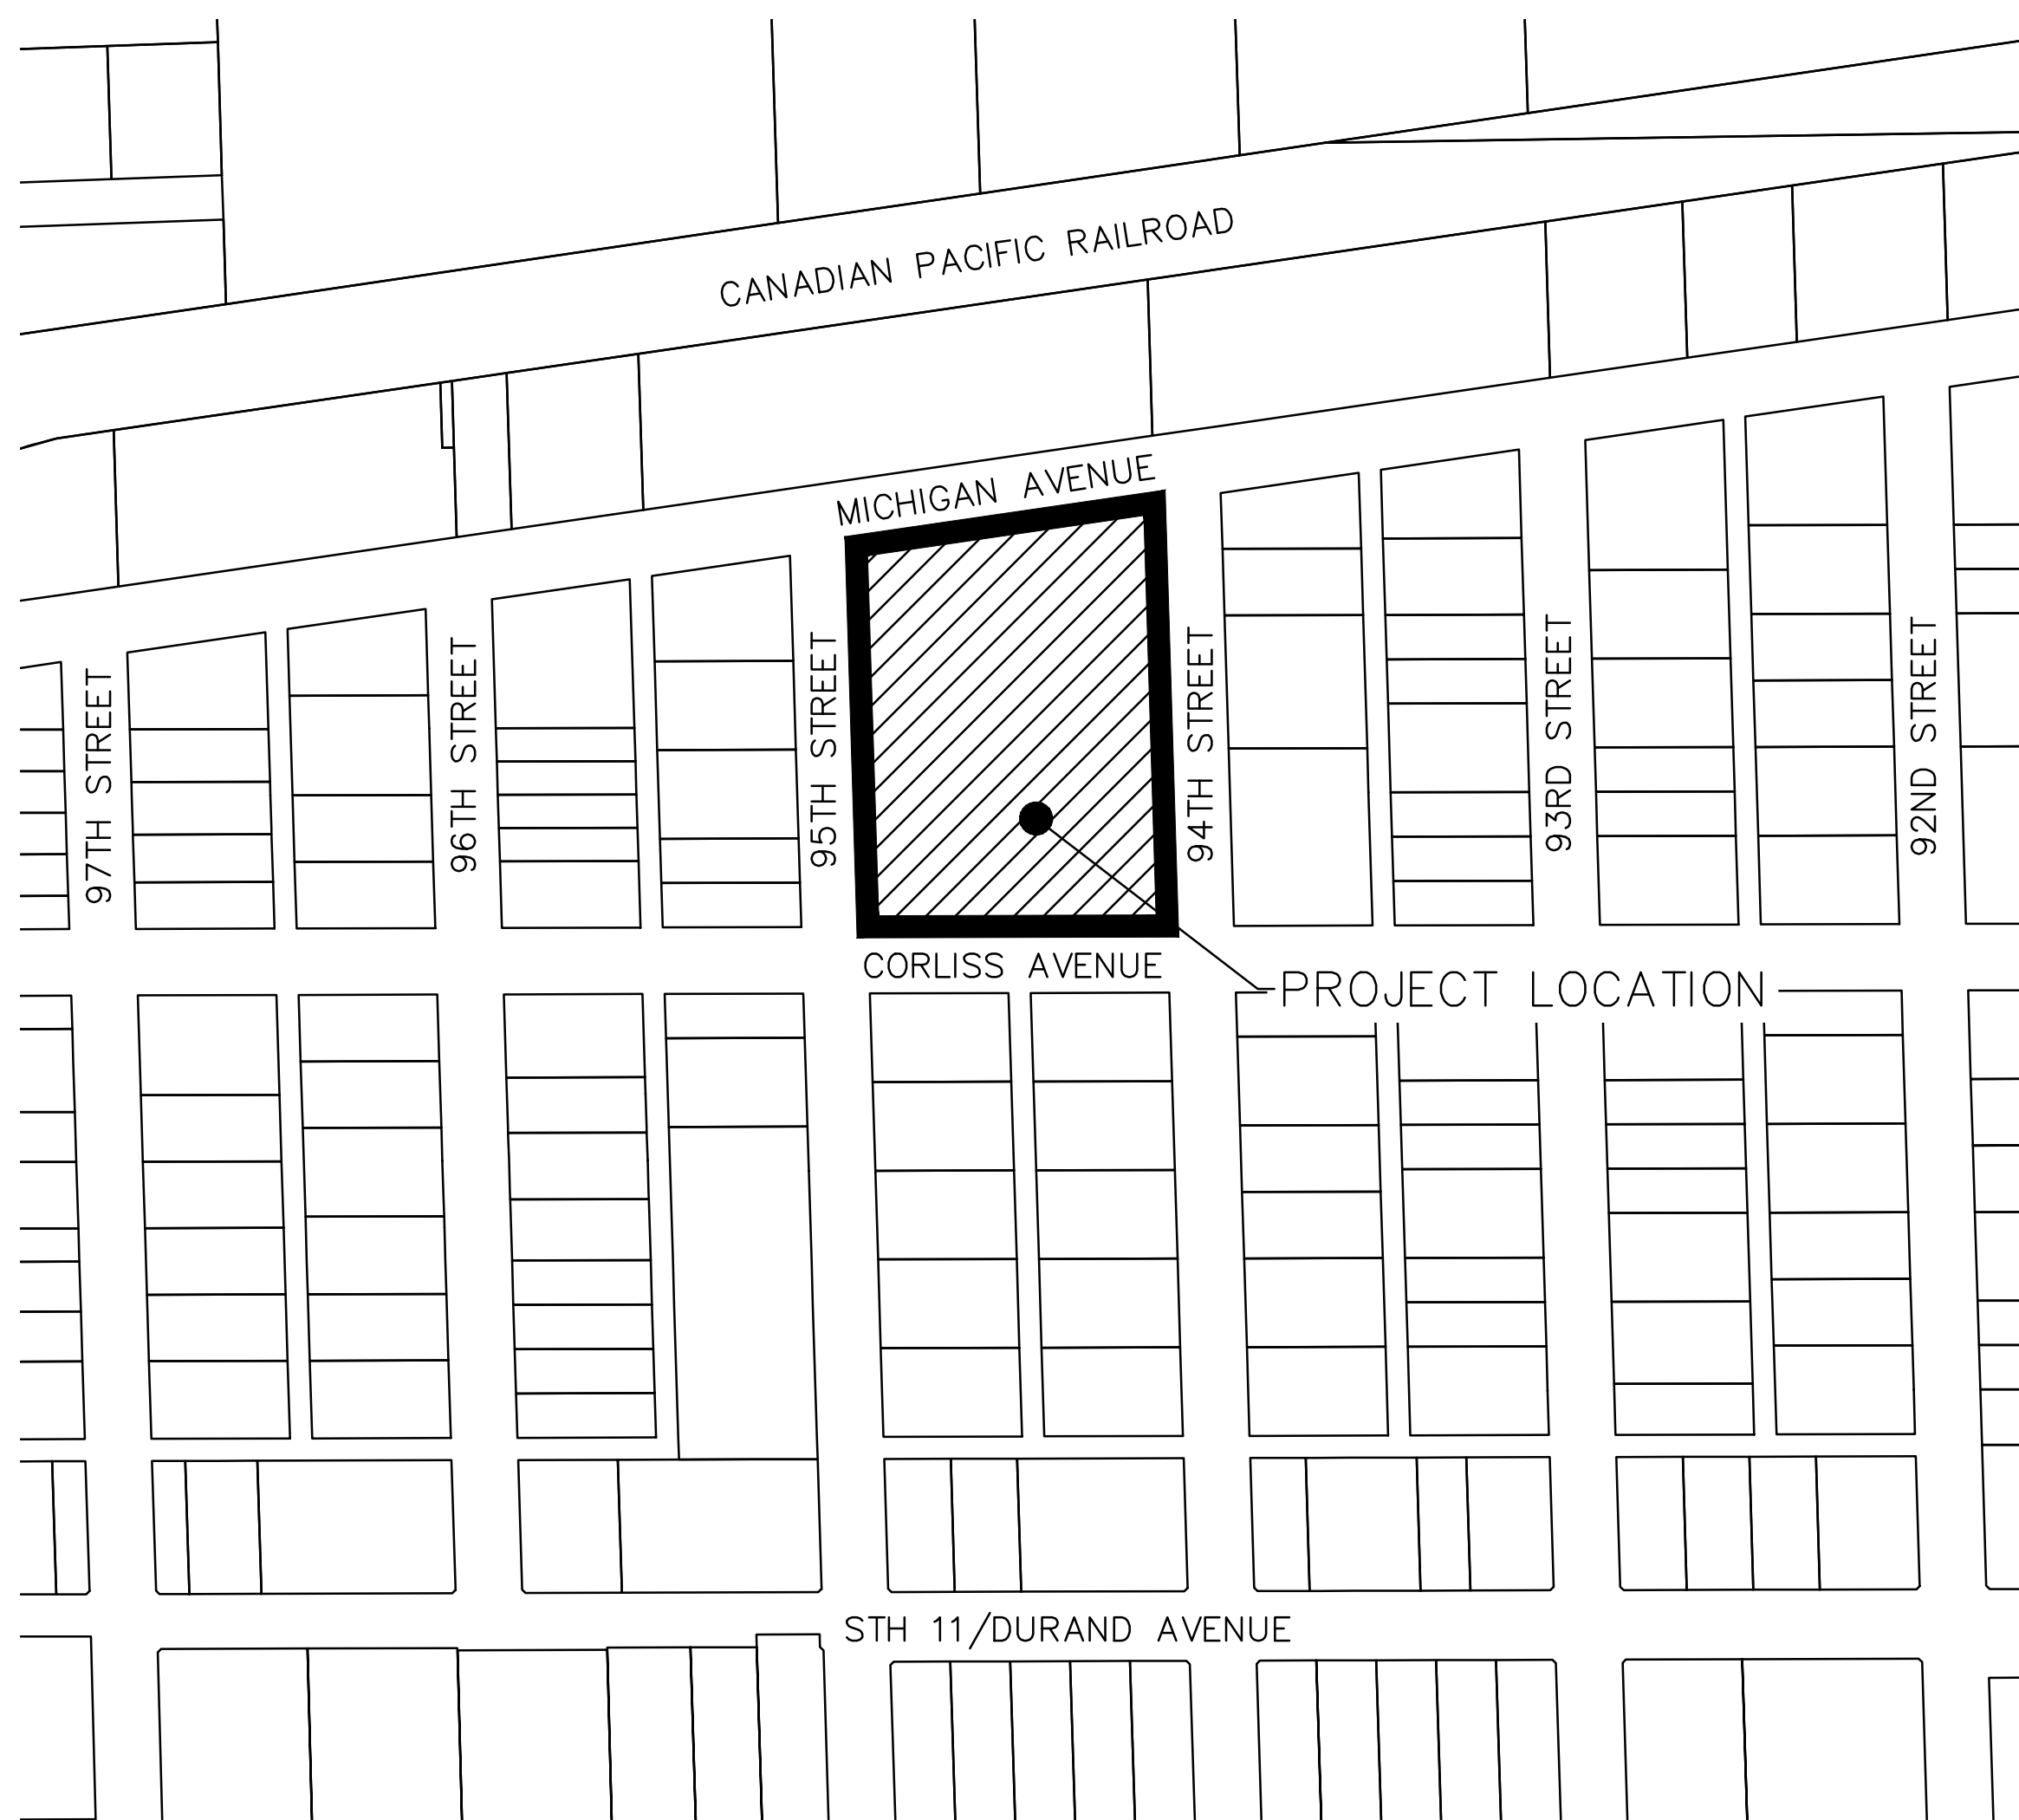 CANADIAN PACIFIC RAILROAD
MICHIGAN AVENUE
97TH STREET
96TH STREET
95TH STREET
94TH STREET
93RD STREET
92ND STREET
CORLISS AVENUE
PROJECT LOCATION
STH 11/DURAND AVENUE